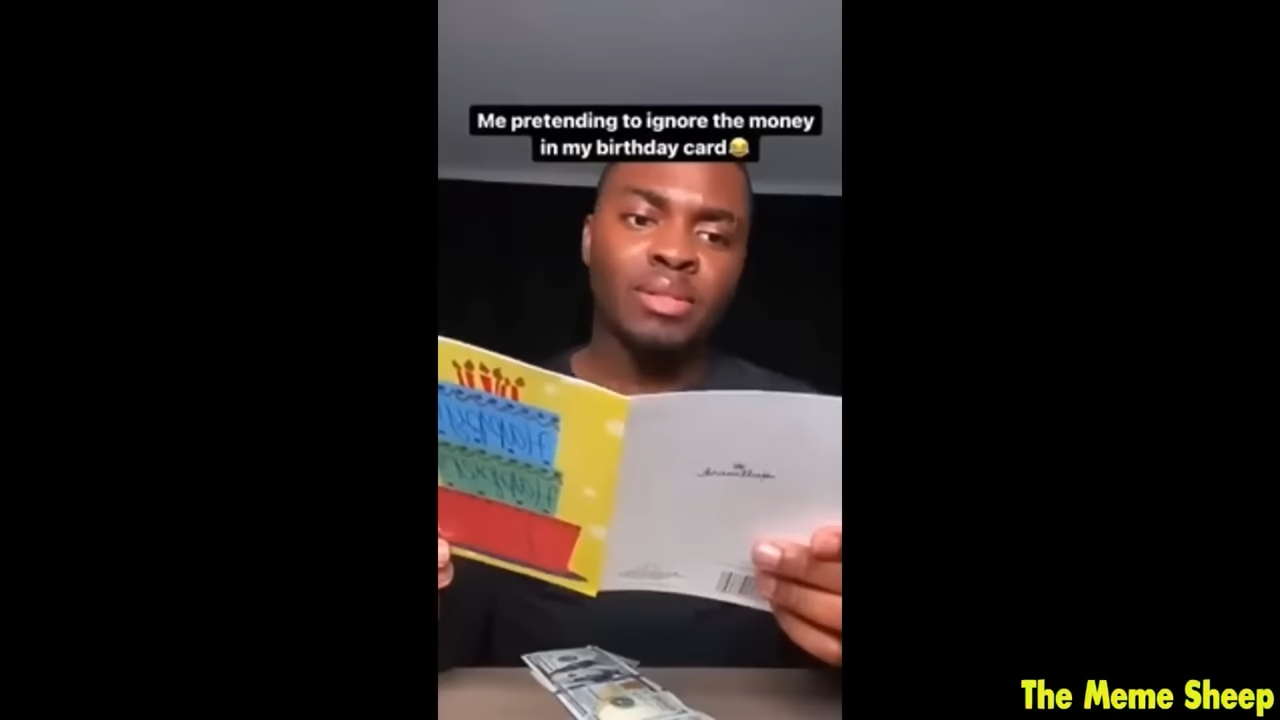 Me pretending to ignore the money
in my birthday card😂
The Meme Sheep